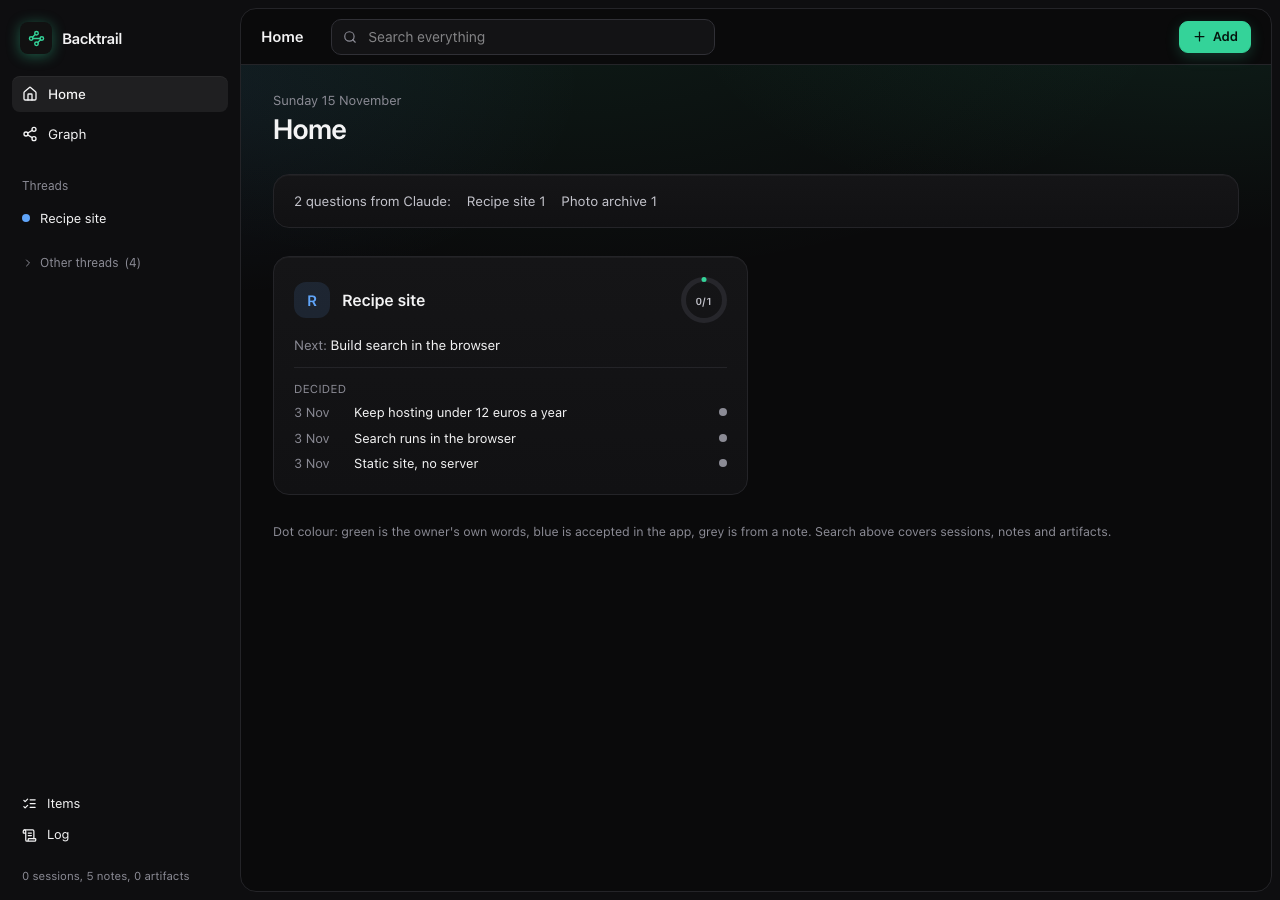 Backtrail
Home
Graph
Threads
Recipe site
Other threads (4)
Items
Log
0 sessions, 5 notes, 0 artifacts
Home
Search everything
Add
Sunday 15 November
Home
2 questions from Claude: Recipe site 1 Photo archive 1
R
Recipe site
0/1
Next: Build search in the browser
DECIDED
3 Nov Keep hosting under 12 euros a year
3 Nov Search runs in the browser
3 Nov Static site, no server
Dot colour: green is the owner's own words, blue is accepted in the app, grey is from a note. Search above covers sessions, notes and artifacts.